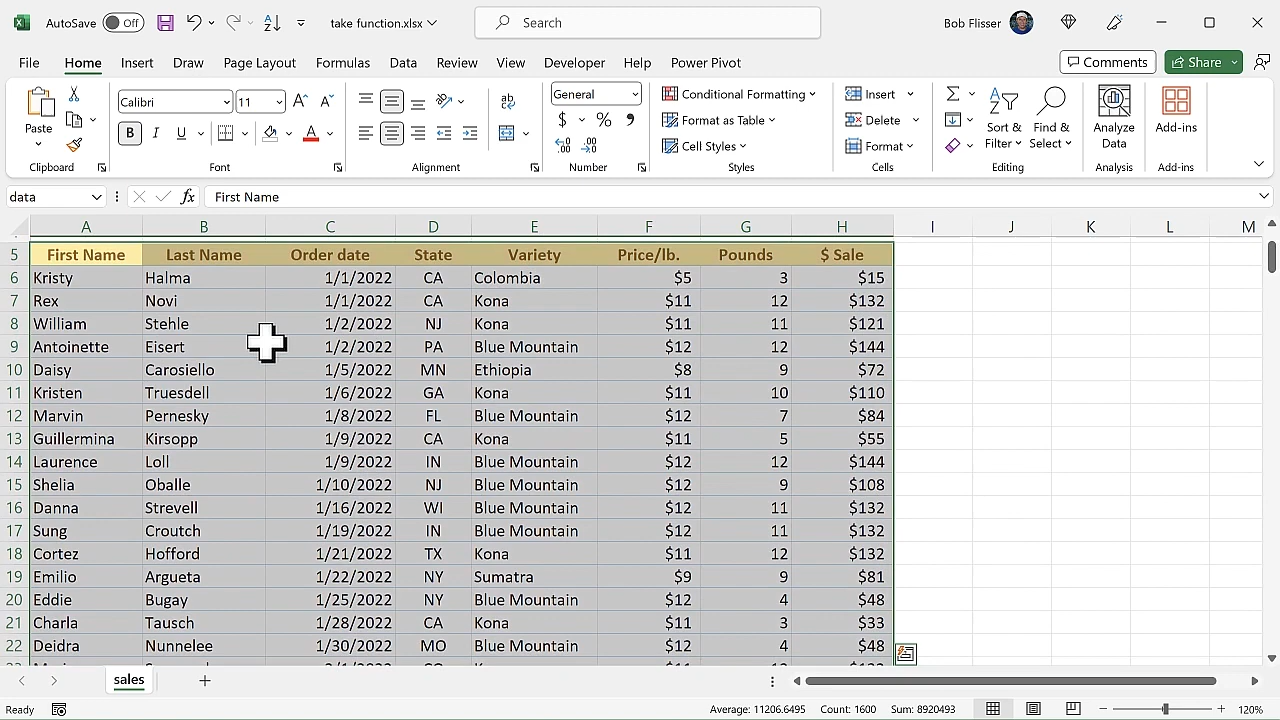 AutoSave Off take function.xlsx Search Bob Flisser
File Home Insert Draw Page Layout Formulas Data Review View Developer Help Power Pivot Comments Share
Paste Calibri 11 General Conditional Formatting Insert Sort & Find & Analyze Add-ins
B I U $ % Format as Table Delete Filter Select Data
Cell Styles Format
Clipboard Font Alignment Number Styles Cells Editing Analysis Add-ins
data fx First Name
A B C D E F G H I J K L M
5 First Name Last Name Order date State Variety Price/lb. Pounds $ Sale
6 Kristy Halma 1/1/2022 CA Colombia $5 3 $15
7 Rex Novi 1/1/2022 CA Kona $11 12 $132
8 William Stehle 1/2/2022 NJ Kona $11 11 $121
9 Antoinette Eisert 1/2/2022 PA Blue Mountain $12 12 $144
10 Daisy Carosiello 1/5/2022 MN Ethiopia $8 9 $72
11 Kristen Truesdell 1/6/2022 GA Kona $11 10 $110
12 Marvin Pernesky 1/8/2022 FL Blue Mountain $12 7 $84
13 Guillermina Kirsopp 1/9/2022 CA Kona $11 5 $55
14 Laurence Loll 1/9/2022 IN Blue Mountain $12 12 $144
15 Shelia Oballe 1/10/2022 NJ Blue Mountain $12 9 $108
16 Danna Strevell 1/16/2022 WI Blue Mountain $12 11 $132
17 Sung Croutch 1/19/2022 IN Blue Mountain $12 11 $132
18 Cortez Hofford 1/21/2022 TX Kona $11 12 $132
19 Emilio Argueta 1/22/2022 NY Sumatra $9 9 $81
20 Eddie Bugay 1/25/2022 NY Blue Mountain $12 4 $48
21 Charla Tausch 1/28/2022 CA Kona $11 3 $33
22 Deidra Nunnelee 1/30/2022 MO Blue Mountain $12 4 $48
sales
Ready Average: 11206.6495 Count: 1600 Sum: 8920493 120%